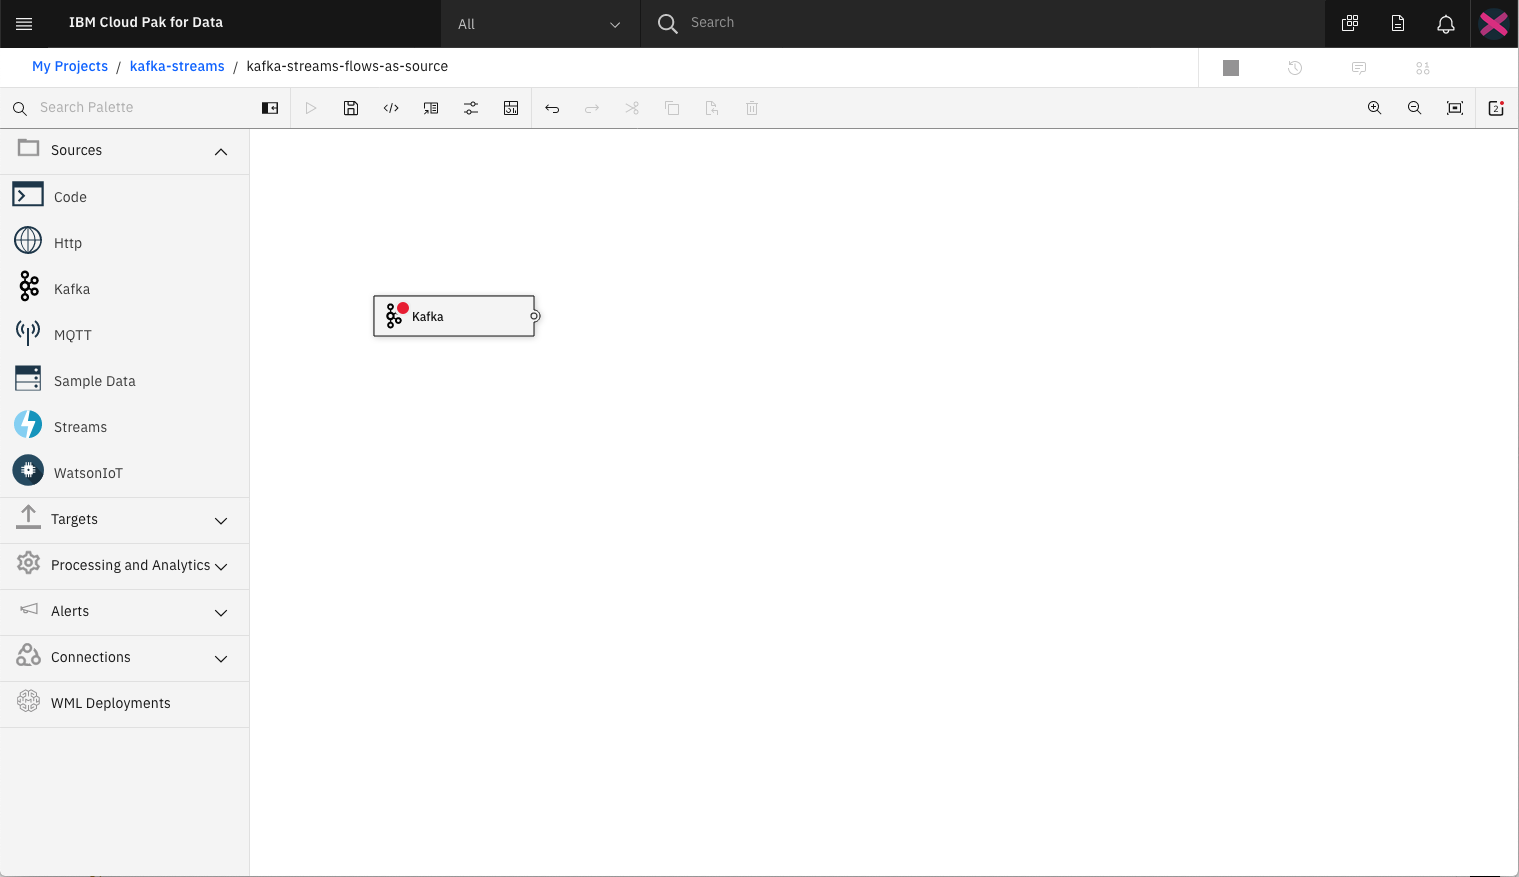 IBM Cloud Pak for Data
All
Search
My Projects / kafka-streams / kafka-streams-flows-as-source
Search Palette
</>
2
Sources
Code
Http
Kafka
MQTT
Sample Data
Streams
WatsonIoT
Targets
Processing and Analytics
Alerts
Connections
WML Deployments
Kafka